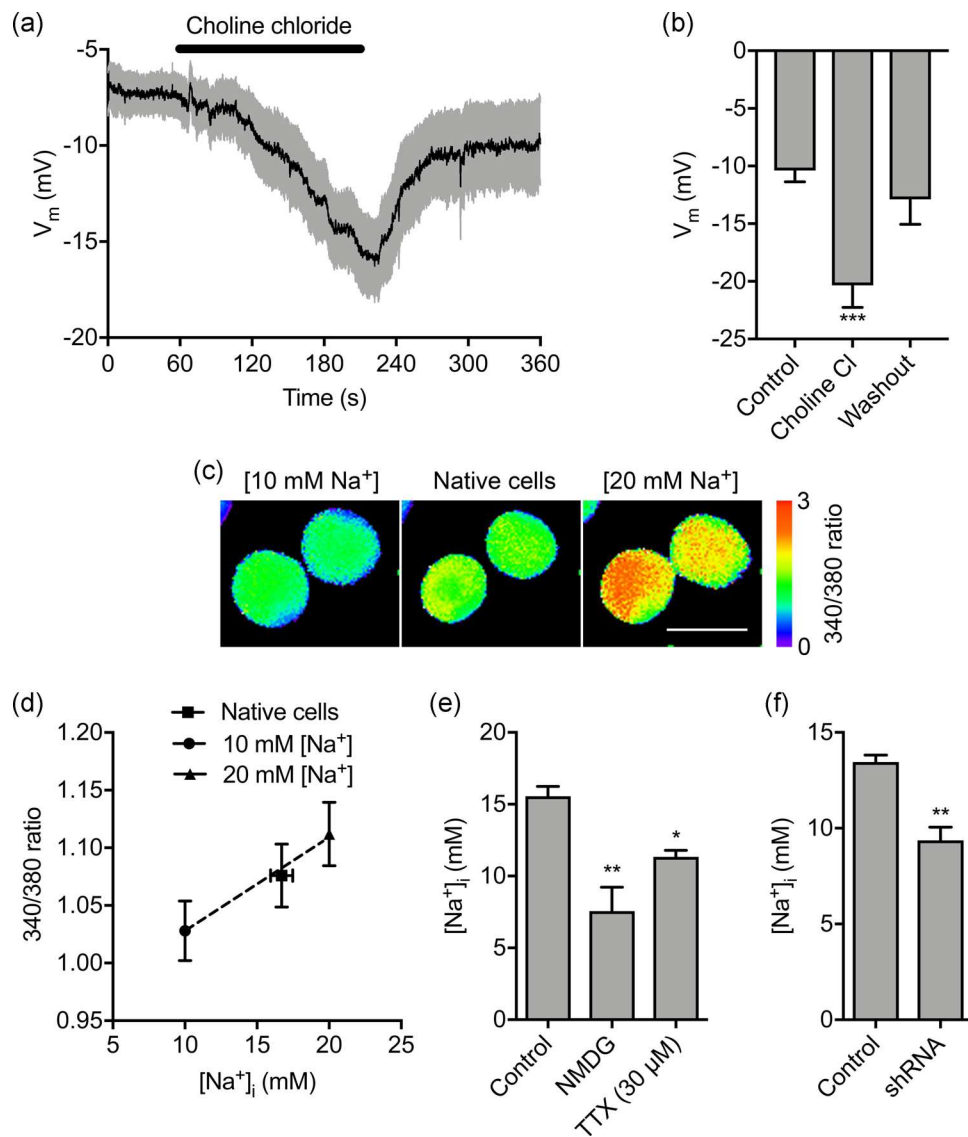 (a)
Choline chloride
-5
-10
-15
-20
Vm (mV)
0 60 120 180 240 300 360
Time (s)
(b)
0
-5
-10
-15
-20
-25
Vm (mV)
***
Control
Choline Cl
Washout
(c)
[10 mM Na⁺]
Native cells
[20 mM Na⁺]
3
0
340/380 ratio
(d)
Native cells
10 mM [Na⁺]
20 mM [Na⁺]
1.20
1.15
1.10
1.05
1.00
0.95
340/380 ratio
5 10 15 20 25
[Na⁺]i (mM)
(e)
20
15
10
5
0
[Na⁺]i (mM)
**
*
Control
NMDG
TTX (30 µM)
(f)
15
10
5
0
[Na⁺]i (mM)
**
Control
shRNA